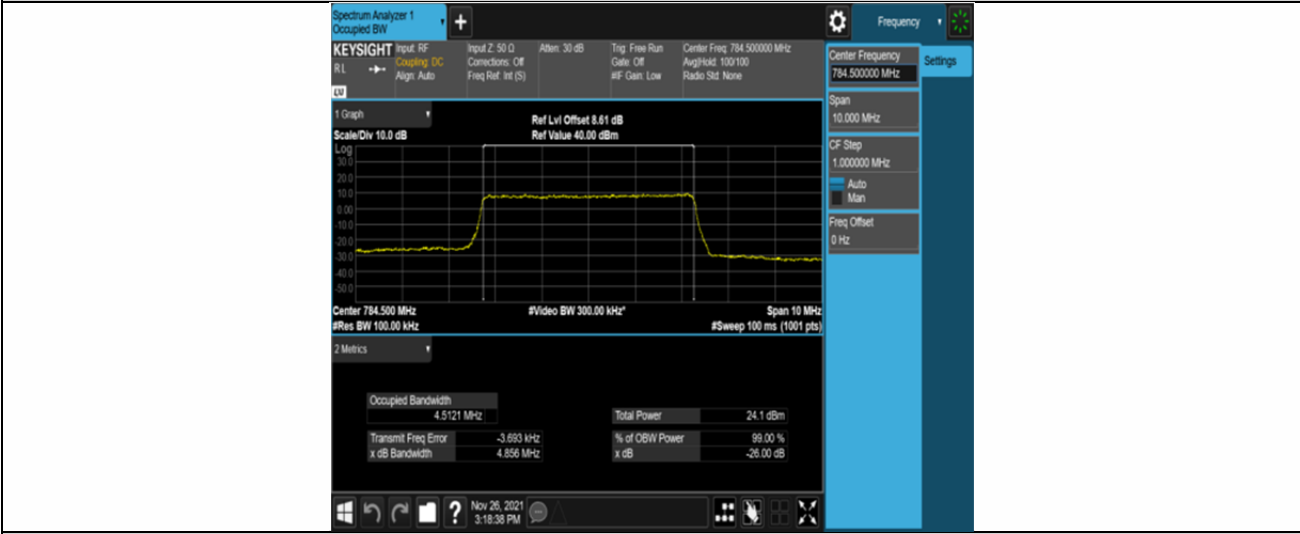 Spectrum Analyzer 1
Occupied BW
+
Frequency
KEYSIGHT Input: RF Input Z: 50 Ω Atten: 30 dB Trig: Free Run Center Freq: 784.500000 MHz
R L Coupling: DC Corrections: Off Gate: Off Avg|Hold: 100/100
Align: Auto Freq Ref: Int (S) #IF Gain: Low Radio Std: None
Center Frequency
784.500000 MHz
Settings
Span
10.000 MHz
CF Step
1.000000 MHz
Auto
Man
Freq Offset
0 Hz
1 Graph
Ref Lvl Offset 8.61 dB
Scale/Div 10.0 dB Ref Value 40.00 dBm
Log
30.0
20.0
10.0
0.00
-10.0
-20.0
-30.0
-40.0
-50.0
Center 784.500 MHz #Video BW 300.00 kHz* Span 10 MHz
#Res BW 100.00 kHz #Sweep 100 ms (1001 pts)
2 Metrics
Occupied Bandwidth
4.5121 MHz
Total Power 24.1 dBm
Transmit Freq Error -3.693 kHz % of OBW Power 99.00 %
x dB Bandwidth 4.856 MHz x dB -26.00 dB
?
Nov 26, 2021
3:18:38 PM